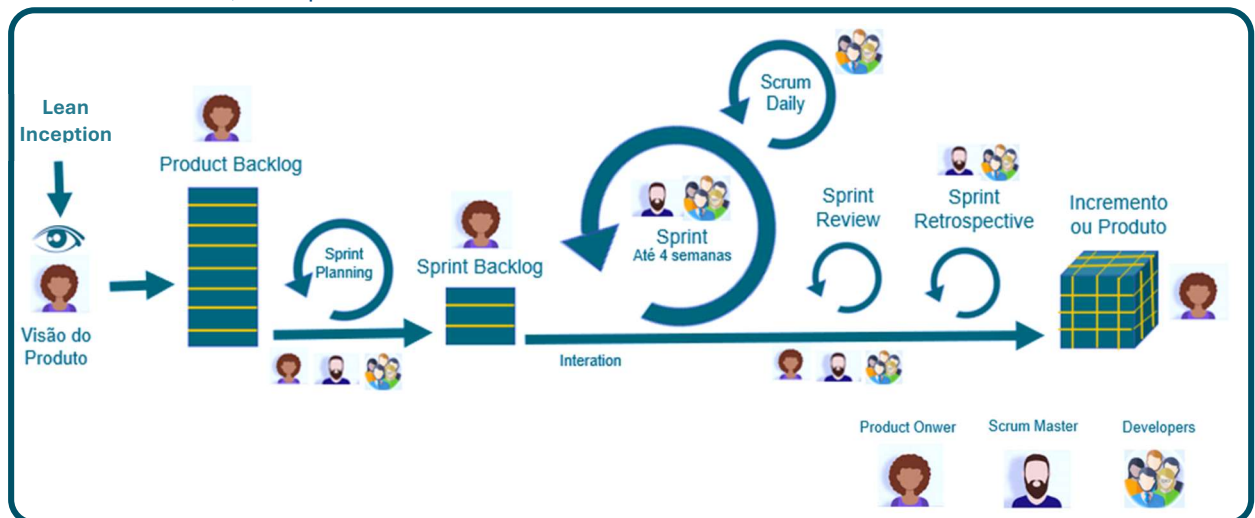 Lean
Inception
Visão do
Produto
Product Backlog
Sprint
Planning
Sprint Backlog
Scrum
Daily
Sprint
Até 4 semanas
Interation
Sprint
Review
Sprint
Retrospective
Incremento
ou Produto
Product Onwer
Scrum Master
Developers